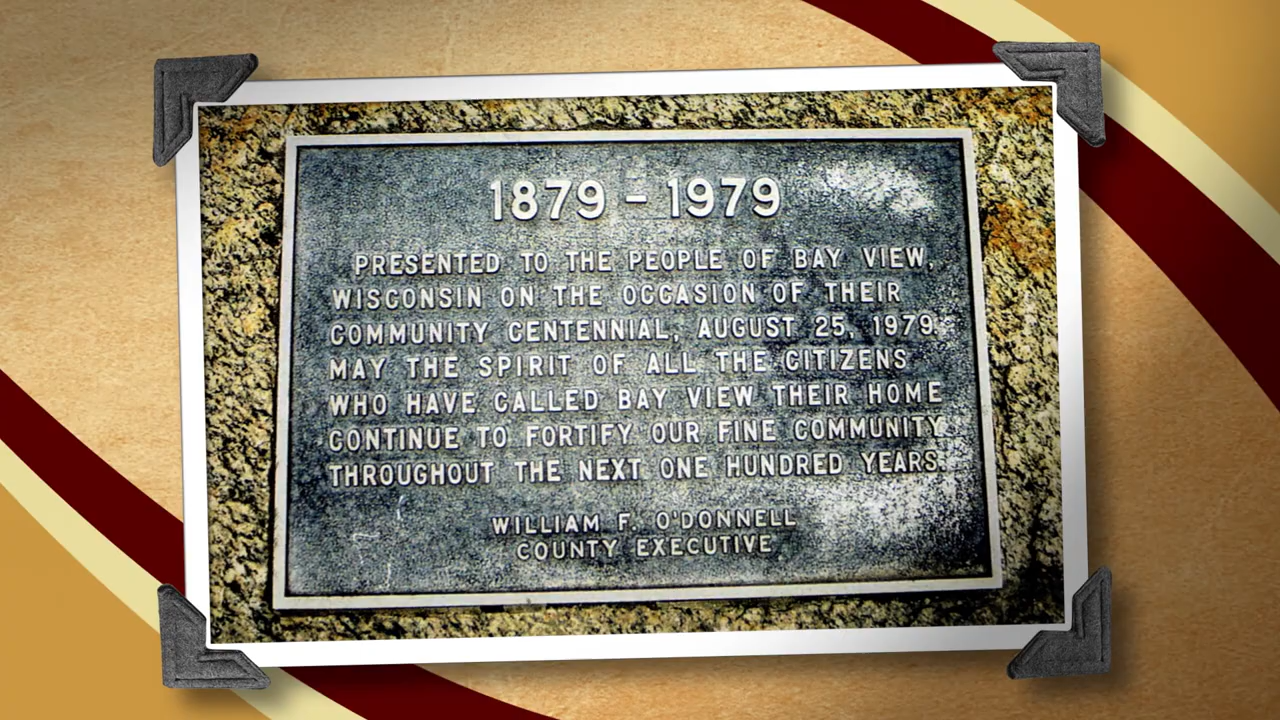 1879 - 1979
PRESENTED TO THE PEOPLE OF BAY VIEW,
WISCONSIN ON THE OCCASION OF THEIR
COMMUNITY CENTENNIAL, AUGUST 25, 1979.
MAY THE SPIRIT OF ALL THE CITIZENS
WHO HAVE CALLED BAY VIEW THEIR HOME
CONTINUE TO FORTIFY OUR FINE COMMUNITY
THROUGHOUT THE NEXT ONE HUNDRED YEARS.
WILLIAM F. O'DONNELL
COUNTY EXECUTIVE